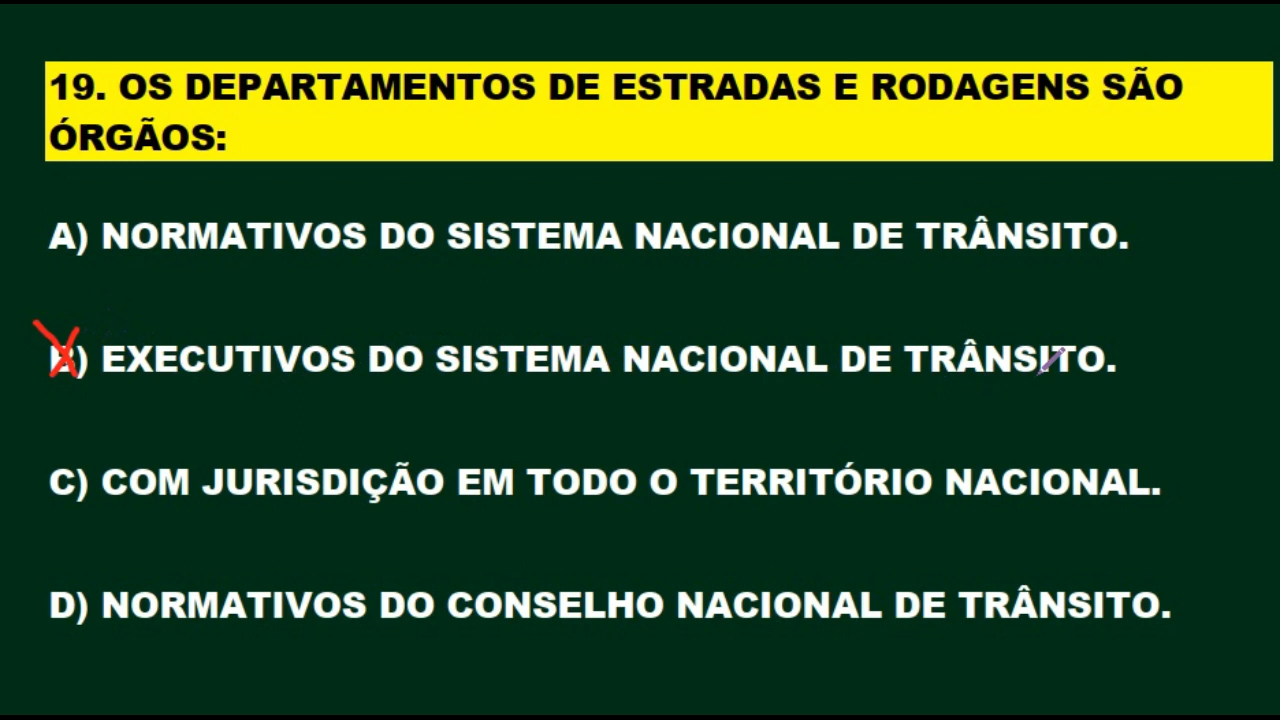 19. OS DEPARTAMENTOS DE ESTRADAS E RODAGENS SÃO
ÓRGÃOS:
A) NORMATIVOS DO SISTEMA NACIONAL DE TRÂNSITO.
B) EXECUTIVOS DO SISTEMA NACIONAL DE TRÂNSITO.
C) COM JURISDIÇÃO EM TODO O TERRITÓRIO NACIONAL.
D) NORMATIVOS DO CONSELHO NACIONAL DE TRÂNSITO.